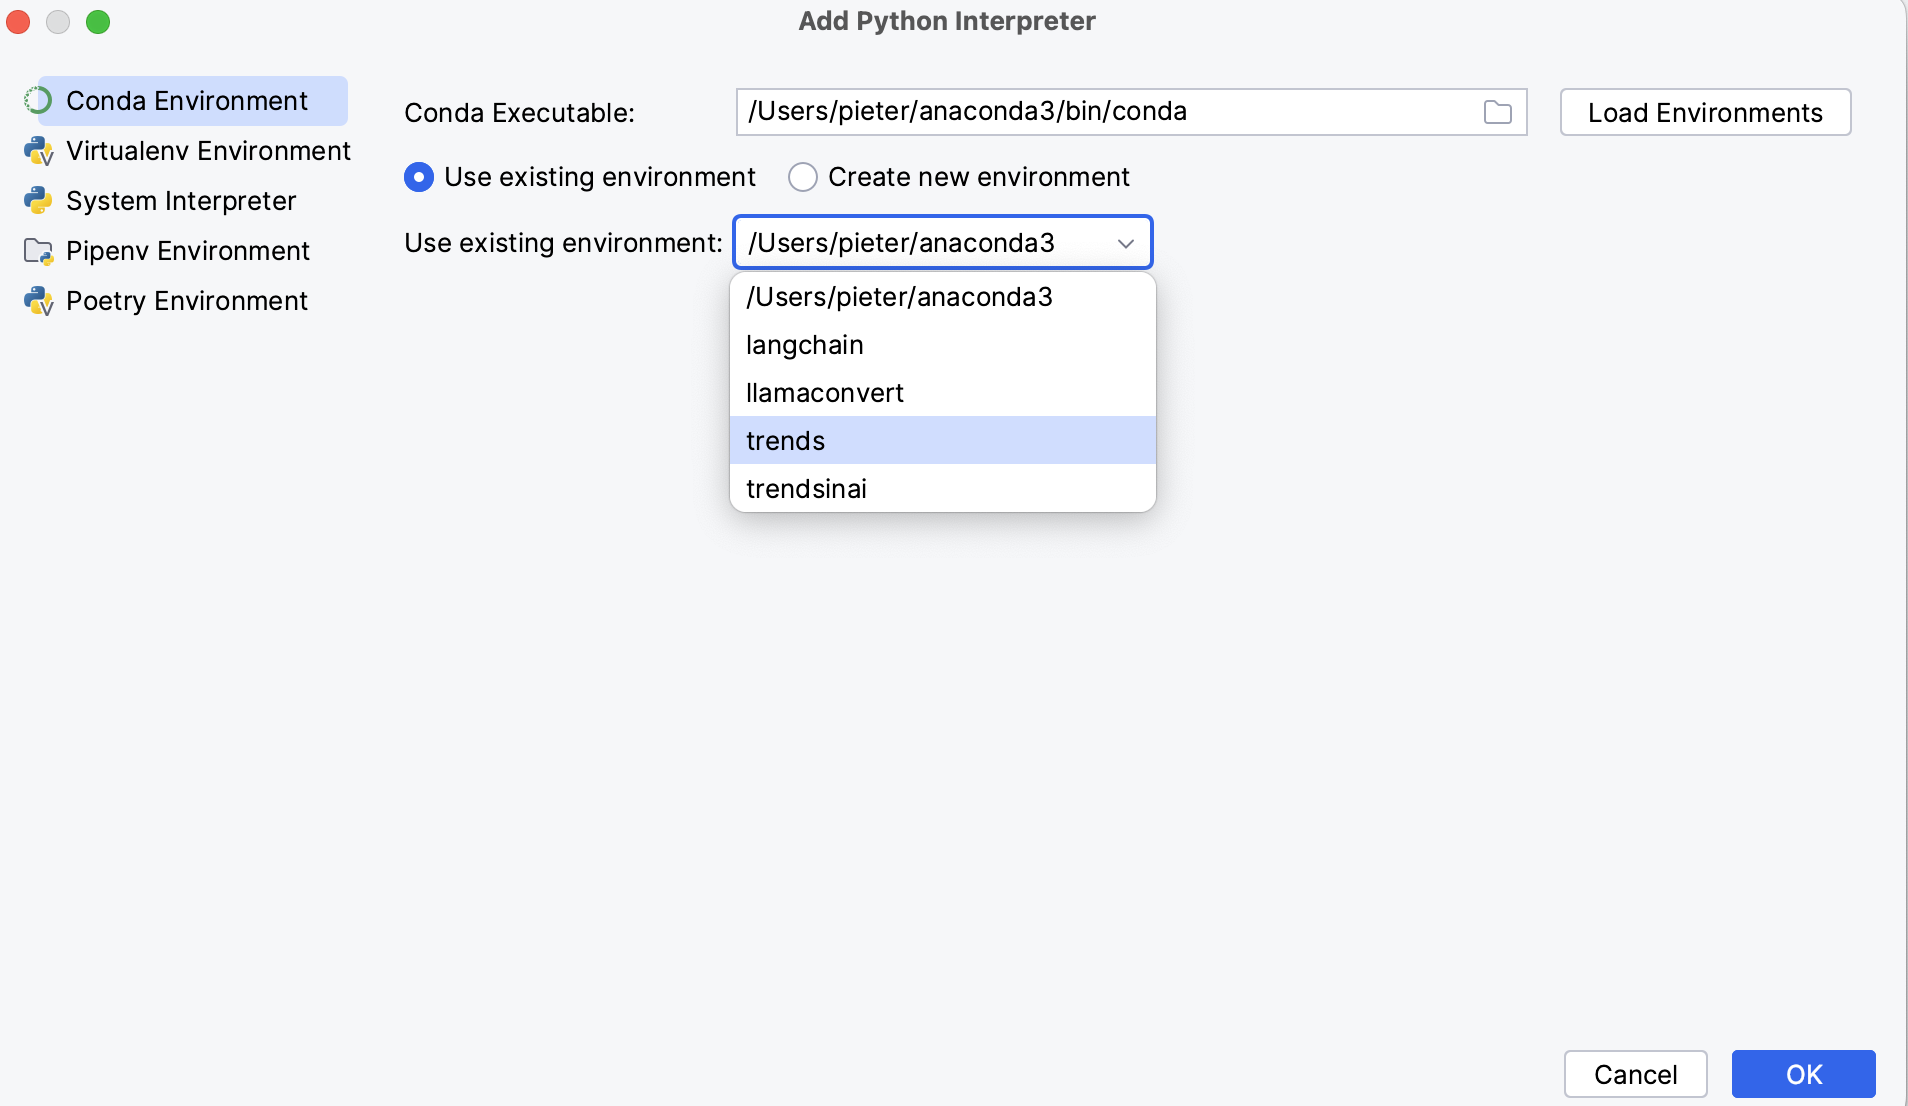 Add Python Interpreter
Conda Environment
Virtualenv Environment
System Interpreter
Pipenv Environment
Poetry Environment
Conda Executable: /Users/pieter/anaconda3/bin/conda Load Environments
Use existing environment Create new environment
Use existing environment: /Users/pieter/anaconda3
/Users/pieter/anaconda3
langchain
llamaconvert
trends
trendsinai
Cancel OK